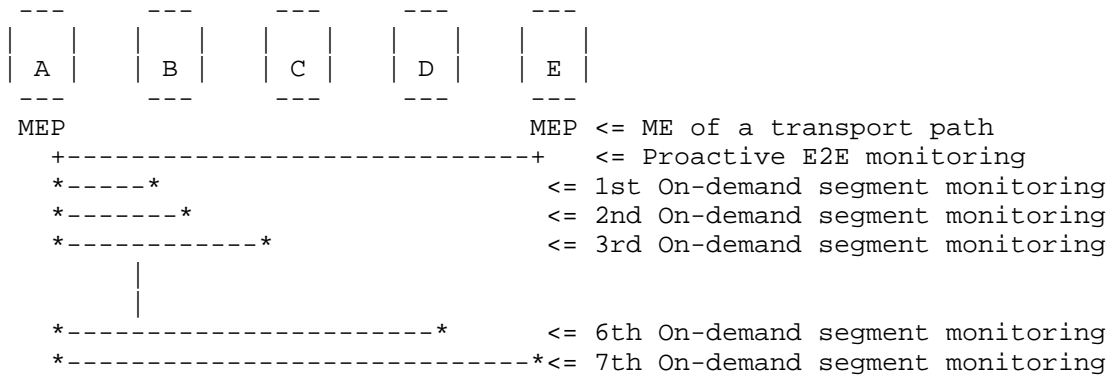 A B C D E
MEP MEP <= ME of a transport path
+------------------------------+ <= Proactive E2E monitoring
*-----* <= 1st On-demand segment monitoring
*-------* <= 2nd On-demand segment monitoring
*------------* <= 3rd On-demand segment monitoring
*-----------------------* <= 6th On-demand segment monitoring
*-----------------------------*<= 7th On-demand segment monitoring